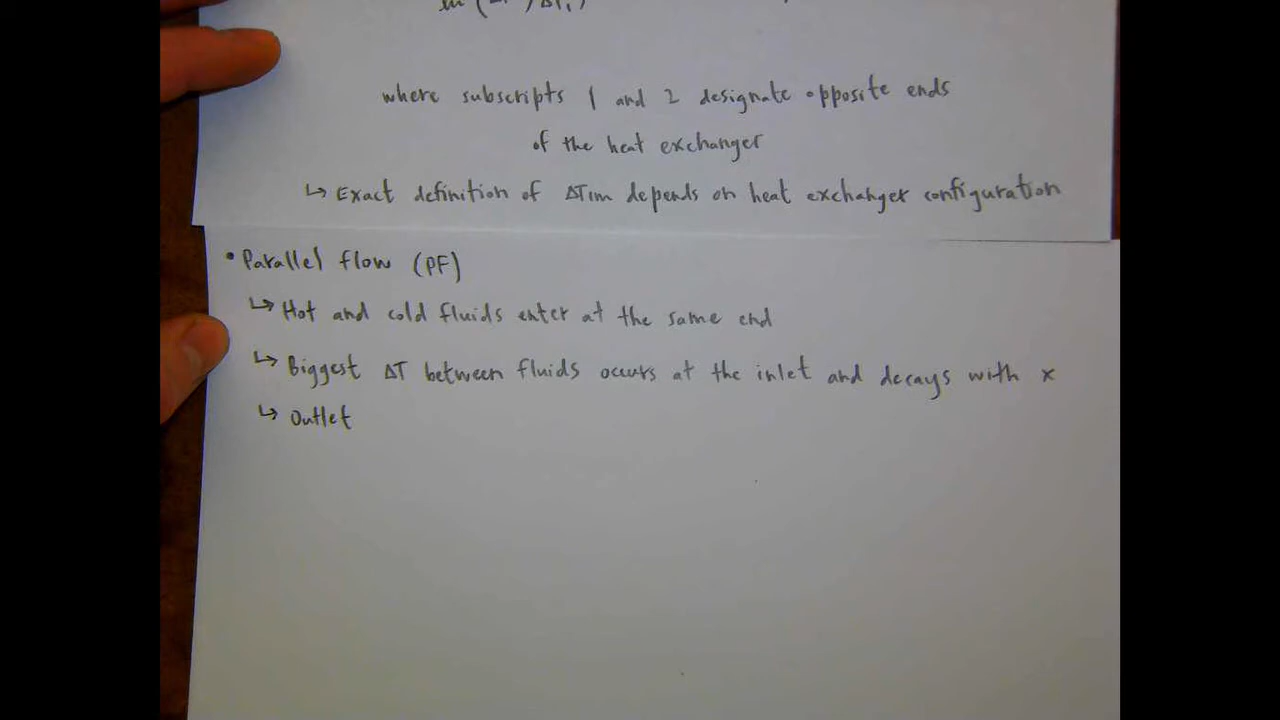 where subscripts 1 and 2 designate opposite ends
of the heat exchanger
↳ Exact definition of ΔTlm depends on heat exchanger configuration
• Parallel flow (PF)
↳ Hot and cold fluids enter at the same end
↳ Biggest ΔT between fluids occurs at the inlet and decays with x
↳ Outlet